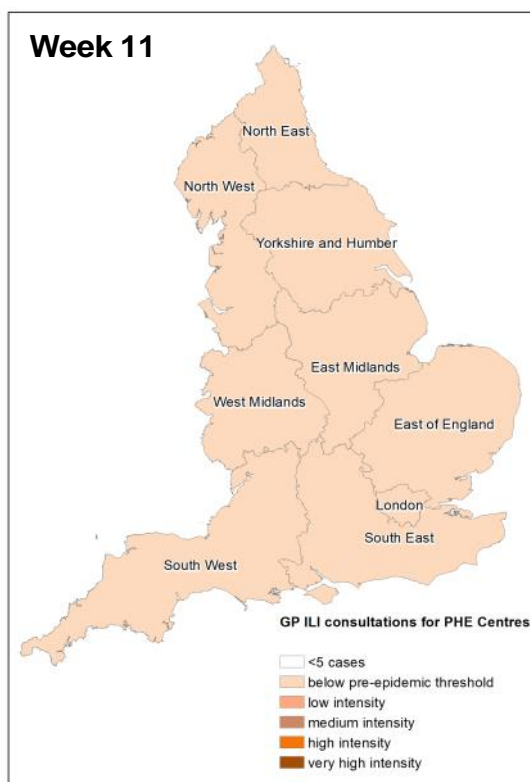 Week 11
North East
North West
Yorkshire and Humber
East Midlands
West Midlands
East of England
London
South East
South West
GP ILI consultations for PHE Centres
<5 cases
below pre-epidemic threshold
low intensity
medium intensity
high intensity
very high intensity